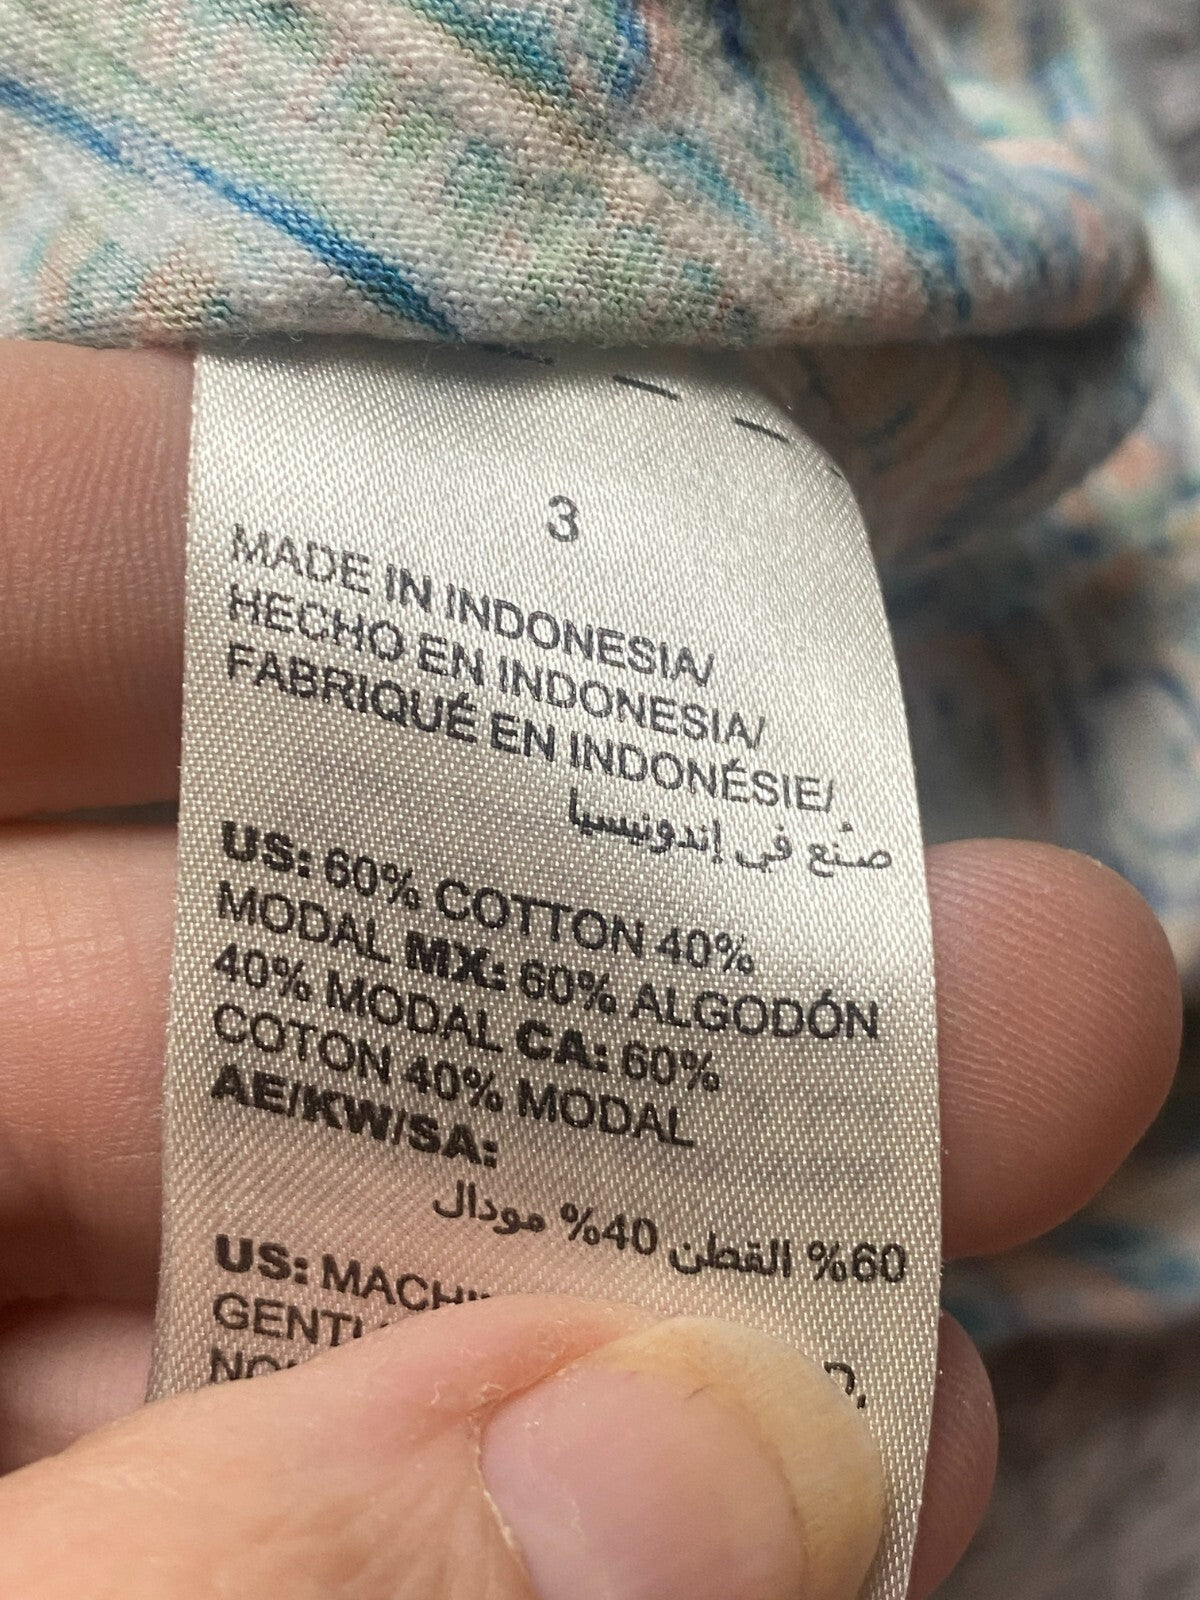 3
MADE IN INDONESIA/
HECHO EN INDONESIA/
FABRIQUÉ EN INDONÉSIE/
صُنع في إندونيسيا
US: 60% COTTON 40%
MODAL MX: 60% ALGODÓN
40% MODAL CA: 60%
COTON 40% MODAL
AE/KW/SA:
60% القطن 40% مودال
US: